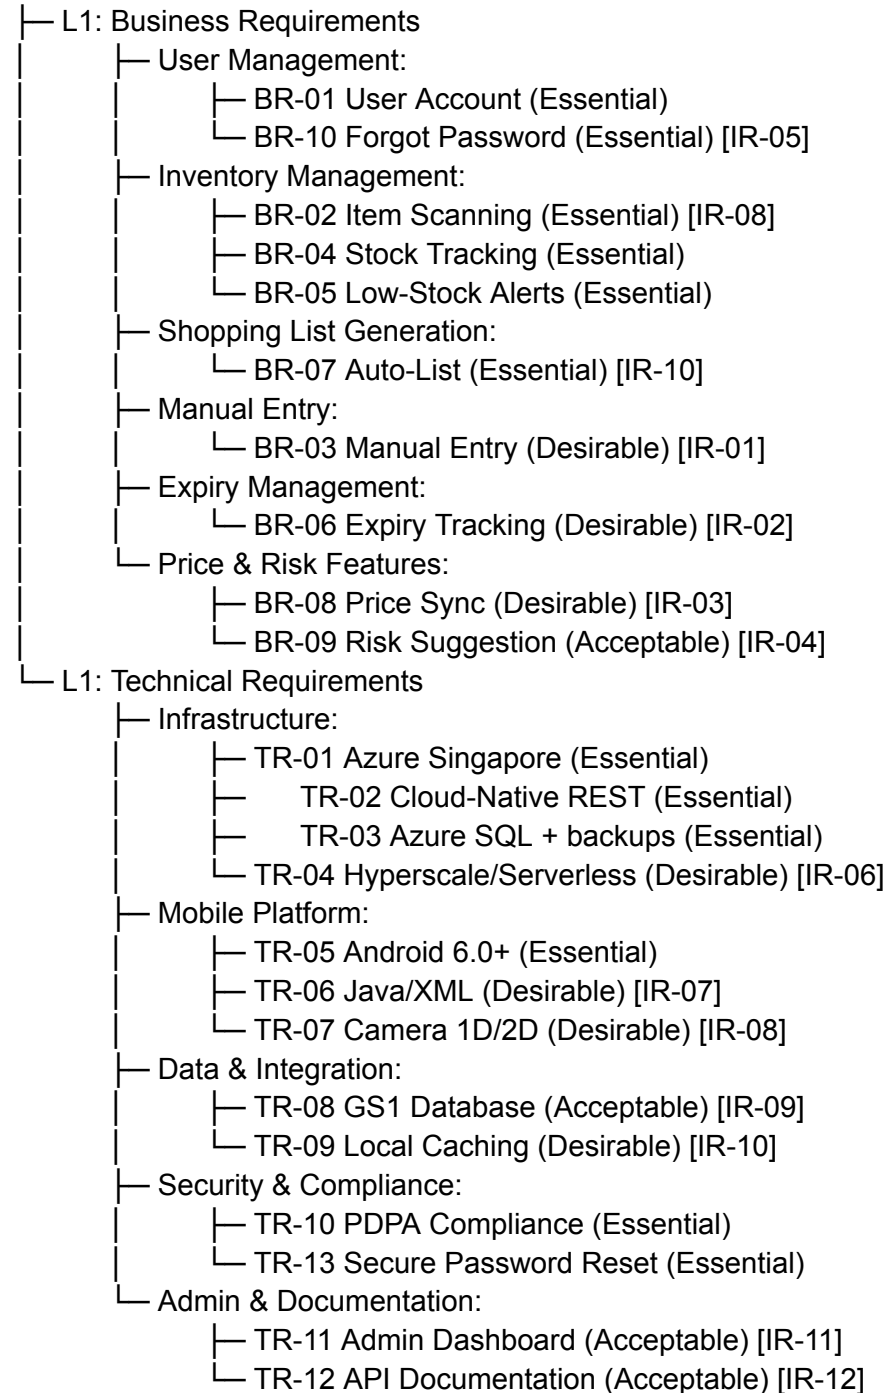 ├─ L1: Business Requirements
│ ├─ User Management:
│ │ ├─ BR-01 User Account (Essential)
│ │ └─ BR-10 Forgot Password (Essential) [IR-05]
│ ├─ Inventory Management:
│ │ ├─ BR-02 Item Scanning (Essential) [IR-08]
│ │ ├─ BR-04 Stock Tracking (Essential)
│ │ └─ BR-05 Low-Stock Alerts (Essential)
│ ├─ Shopping List Generation:
│ │ └─ BR-07 Auto-List (Essential) [IR-10]
│ ├─ Manual Entry:
│ │ └─ BR-03 Manual Entry (Desirable) [IR-01]
│ ├─ Expiry Management:
│ │ └─ BR-06 Expiry Tracking (Desirable) [IR-02]
│ └─ Price & Risk Features:
│ ├─ BR-08 Price Sync (Desirable) [IR-03]
│ └─ BR-09 Risk Suggestion (Acceptable) [IR-04]
└─ L1: Technical Requirements
├─ Infrastructure:
│ ├─ TR-01 Azure Singapore (Essential)
│ ├─ TR-02 Cloud-Native REST (Essential)
│ ├─ TR-03 Azure SQL + backups (Essential)
│ └─ TR-04 Hyperscale/Serverless (Desirable) [IR-06]
├─ Mobile Platform:
│ ├─ TR-05 Android 6.0+ (Essential)
│ ├─ TR-06 Java/XML (Desirable) [IR-07]
│ └─ TR-07 Camera 1D/2D (Desirable) [IR-08]
├─ Data & Integration:
│ ├─ TR-08 GS1 Database (Acceptable) [IR-09]
│ └─ TR-09 Local Caching (Desirable) [IR-10]
├─ Security & Compliance:
│ ├─ TR-10 PDPA Compliance (Essential)
│ └─ TR-13 Secure Password Reset (Essential)
└─ Admin & Documentation:
├─ TR-11 Admin Dashboard (Acceptable) [IR-11]
└─ TR-12 API Documentation (Acceptable) [IR-12]